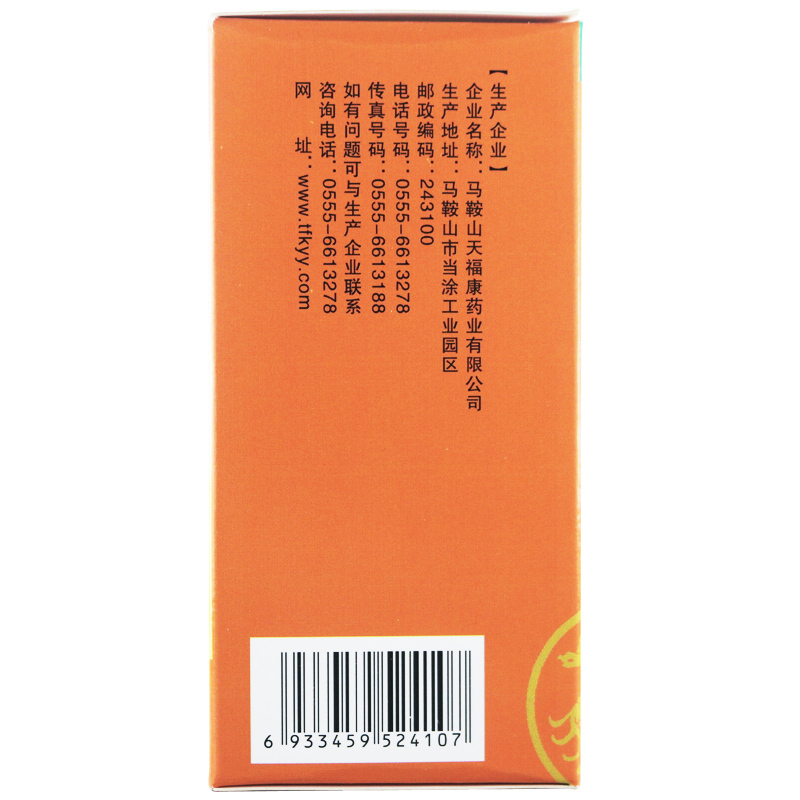 【生产企业】
企业名称：马鞍山天福康药业有限公司
生产地址：马鞍山市当涂工业园区
邮政编码：243100
电话号码：0555-6613278
传真号码：0555-6613188
如有问题可与生产企业联系
咨询电话：0555-6613278
网　　址：www.tfkyy.com
6 933459 524107